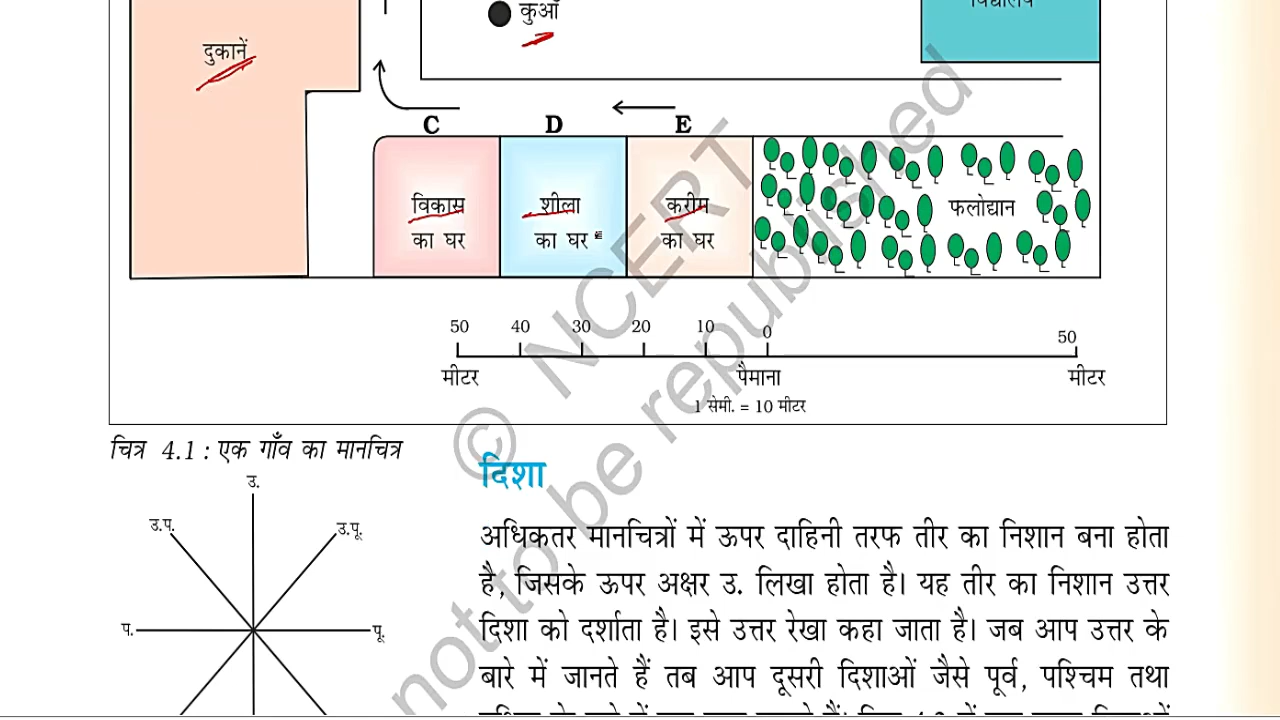 विद्यालय
कुआँ
दुकानें
C D E
विकास शीला करीम
का घर का घर का घर
फलोद्यान
50 40 30 20 10 0 50
मीटर पैमाना मीटर
1 सेमी. = 10 मीटर
© NCERT
not to be republished
चित्र 4.1 : एक गाँव का मानचित्र
उ.
उ.प. उ.पू.
प. पू.
दिशा
अधिकतर मानचित्रों में ऊपर दाहिनी तरफ तीर का निशान बना होता
है, जिसके ऊपर अक्षर उ. लिखा होता है। यह तीर का निशान उत्तर
दिशा को दर्शाता है। इसे उत्तर रेखा कहा जाता है। जब आप उत्तर के
बारे में जानते हैं तब आप दूसरी दिशाओं जैसे पूर्व, पश्चिम तथा